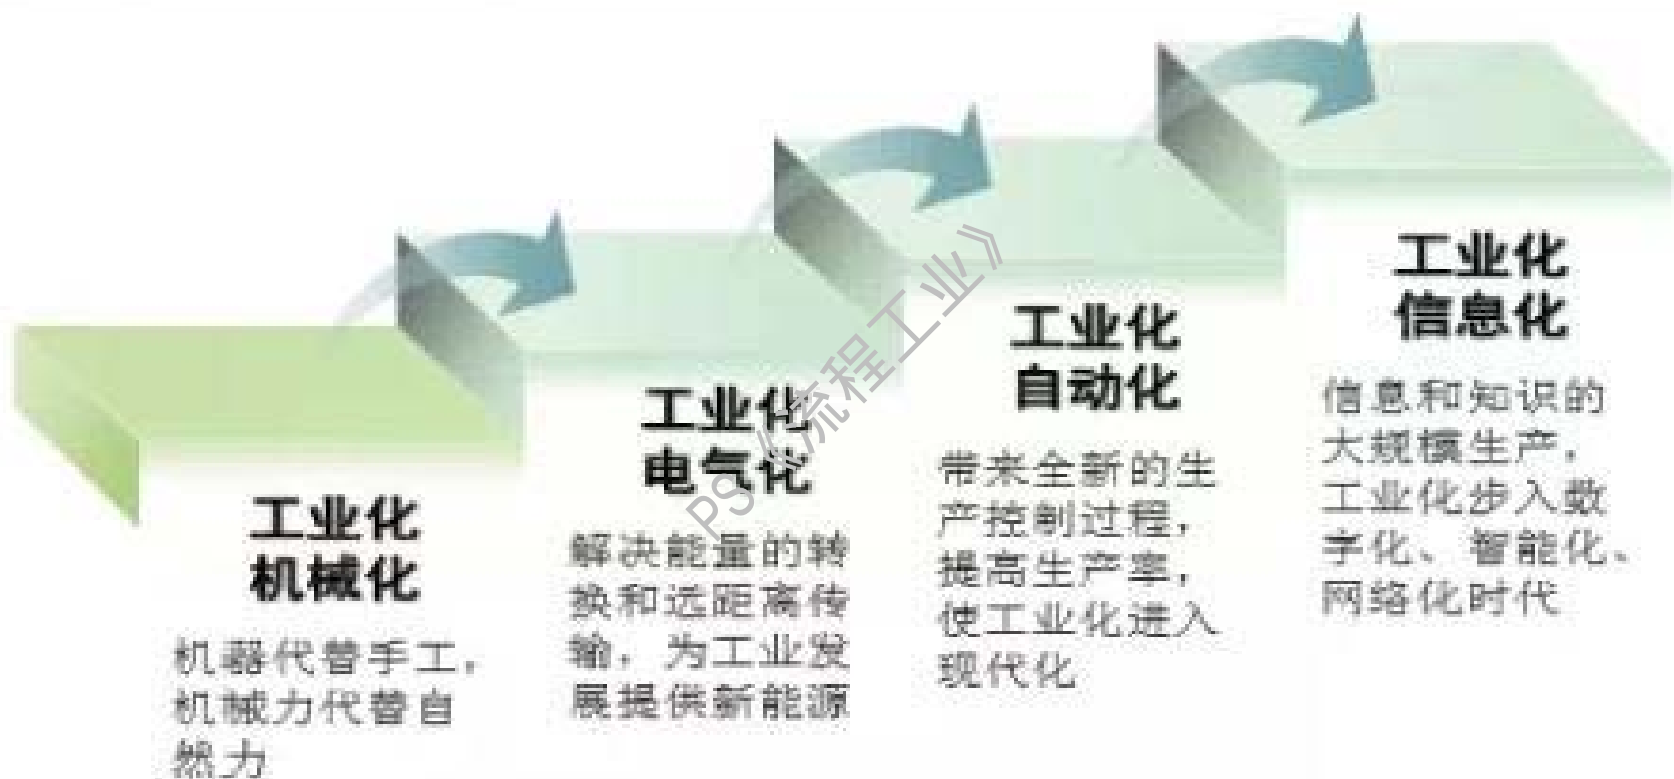 工业化
机械化
机器代替手工，
机械力代替自
然力
工业化
电气化
解决能量的转
换和远距离传
输，为工业发
展提供新能源
工业化
自动化
带来全新的生
产控制过程，
提高生产率，
使工业化进入
现代化
工业化
信息化
信息和知识的
大规模生产，
工业化步入数
字化、智能化、
网络化时代
PS《流程工业》